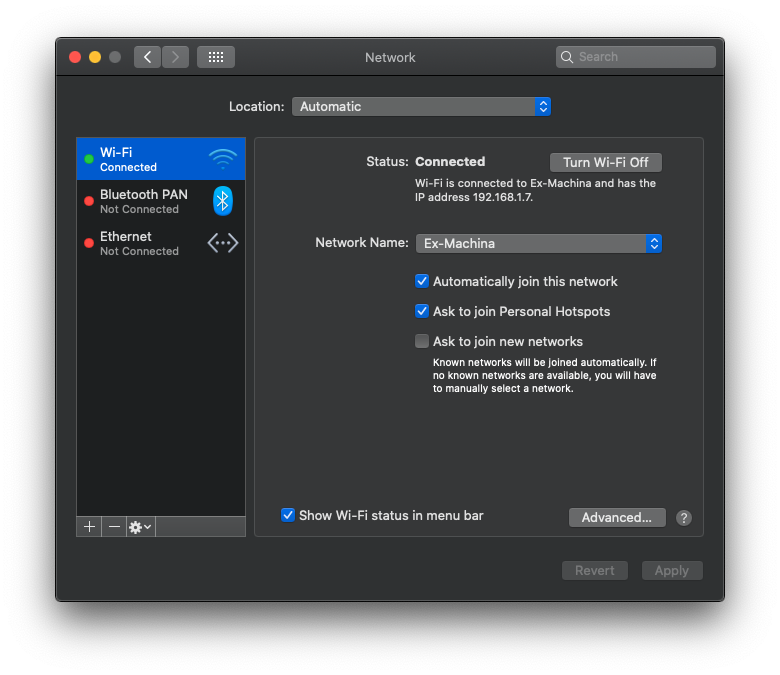 Network
Search
Location: Automatic
Wi-Fi
Connected
Bluetooth PAN
Not Connected
Ethernet
Not Connected
Status: Connected
Turn Wi-Fi Off
Wi-Fi is connected to Ex-Machina and has the
IP address 192.168.1.7.
Network Name: Ex-Machina
Automatically join this network
Ask to join Personal Hotspots
Ask to join new networks
Known networks will be joined automatically. If
no known networks are available, you will have
to manually select a network.
Show Wi-Fi status in menu bar
Advanced...
?
Revert
Apply